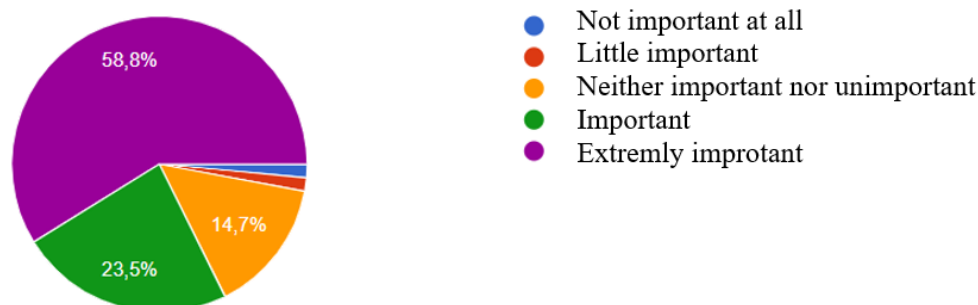 58,8%
14,7%
23,5%
Not important at all
Little important
Neither important nor unimportant
Important
Extremly improtant